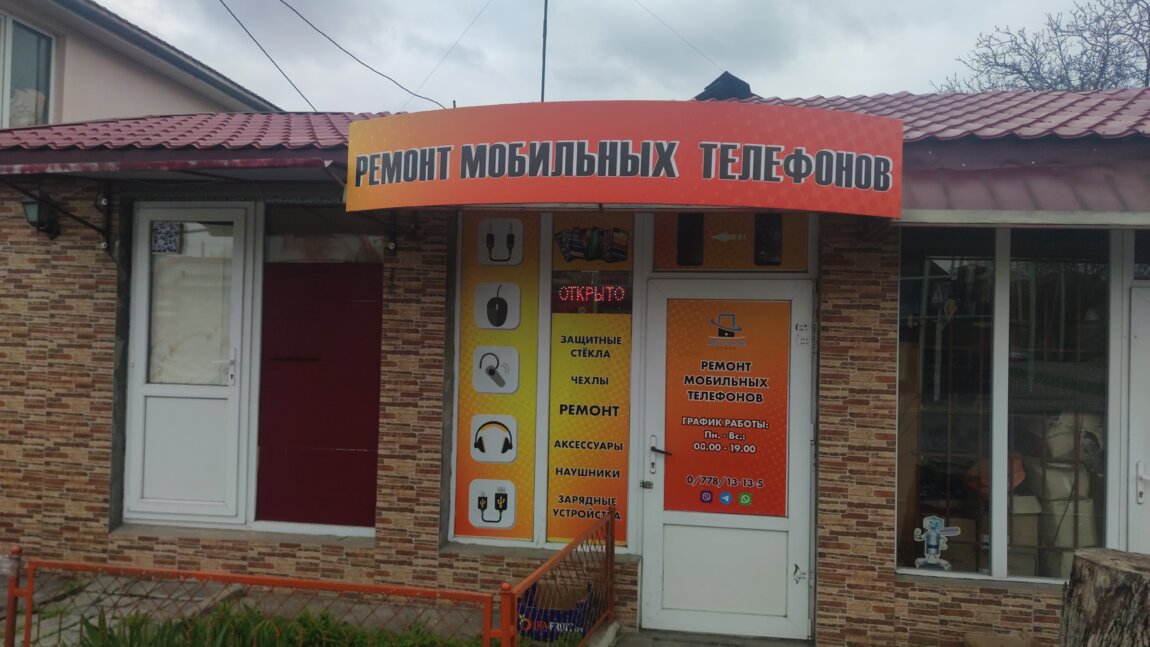 РЕМОНТ МОБИЛЬНЫХ ТЕЛЕФОНОВ
ОТКРЫТО
ЗАЩИТНЫЕ
СТЁКЛА
ЧЕХЛЫ
РЕМОНТ
АКСЕССУАРЫ
НАУШНИКИ
ЗАРЯДНЫЕ
УСТРОЙСТВА
РЕМОНТ
МОБИЛЬНЫХ
ТЕЛЕФОНОВ
ГРАФИК РАБОТЫ:
Пн. - Вс.:
08.00 - 19.00
0/778/13-13-5